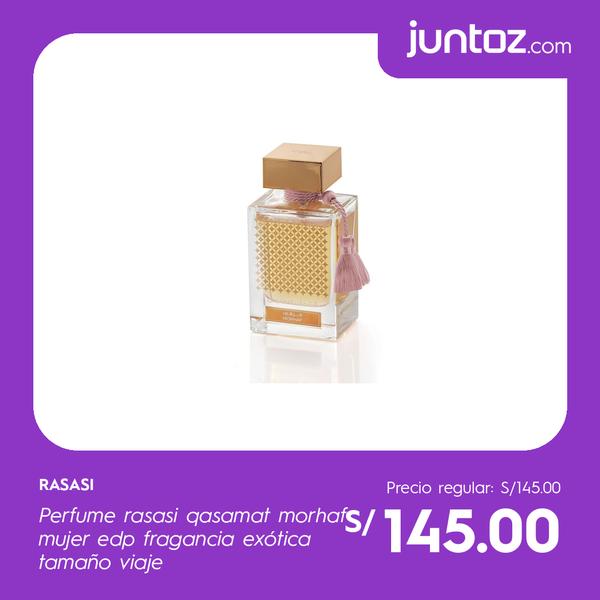 juntoz.com
RASASI
Precio regular: S/145.00
Perfume rasasi qasamat morhaf
mujer edp fragancia exótica
tamaño viaje
S/ 145.00